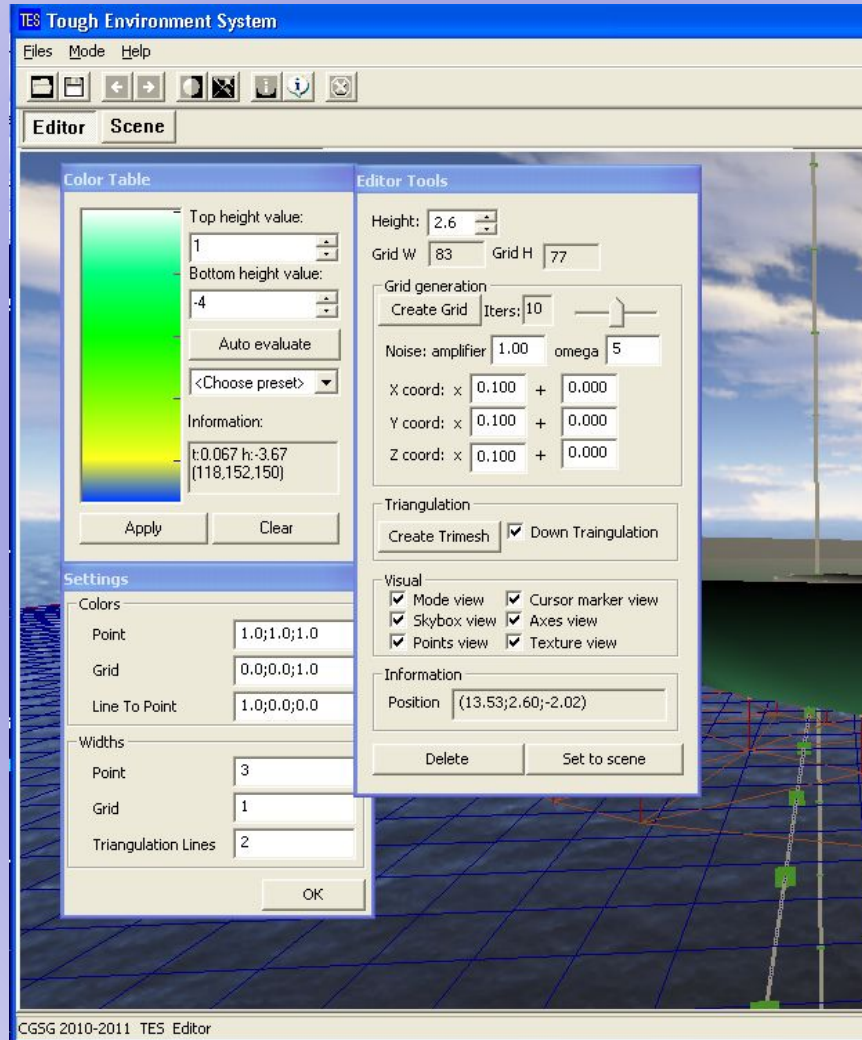 TES Tough Environment System
Files Mode Help
Editor Scene
Color Table
Top height value:
1
Bottom height value:
-4
Auto evaluate
<Choose preset>
Information:
t:0.067 h:-3.67
(118,152,150)
Apply Clear
Settings
Colors
Point 1.0;1.0;1.0
Grid 0.0;0.0;1.0
Line To Point 1.0;0.0;0.0
Widths
Point 3
Grid 1
Triangulation Lines 2
OK
Editor Tools
Height: 2.6
Grid W 83 Grid H 77
Grid generation
Create Grid Iters: 10
Noise: amplifier 1.00 omega 5
X coord: x 0.100 + 0.000
Y coord: x 0.100 + 0.000
Z coord: x 0.100 + 0.000
Triangulation
Create Trimesh Down Traingulation
Visual
Mode view Cursor marker view
Skybox view Axes view
Points view Texture view
Information
Position (13.53;2.60;-2.02)
Delete Set to scene
CGSG 2010-2011 TES Editor